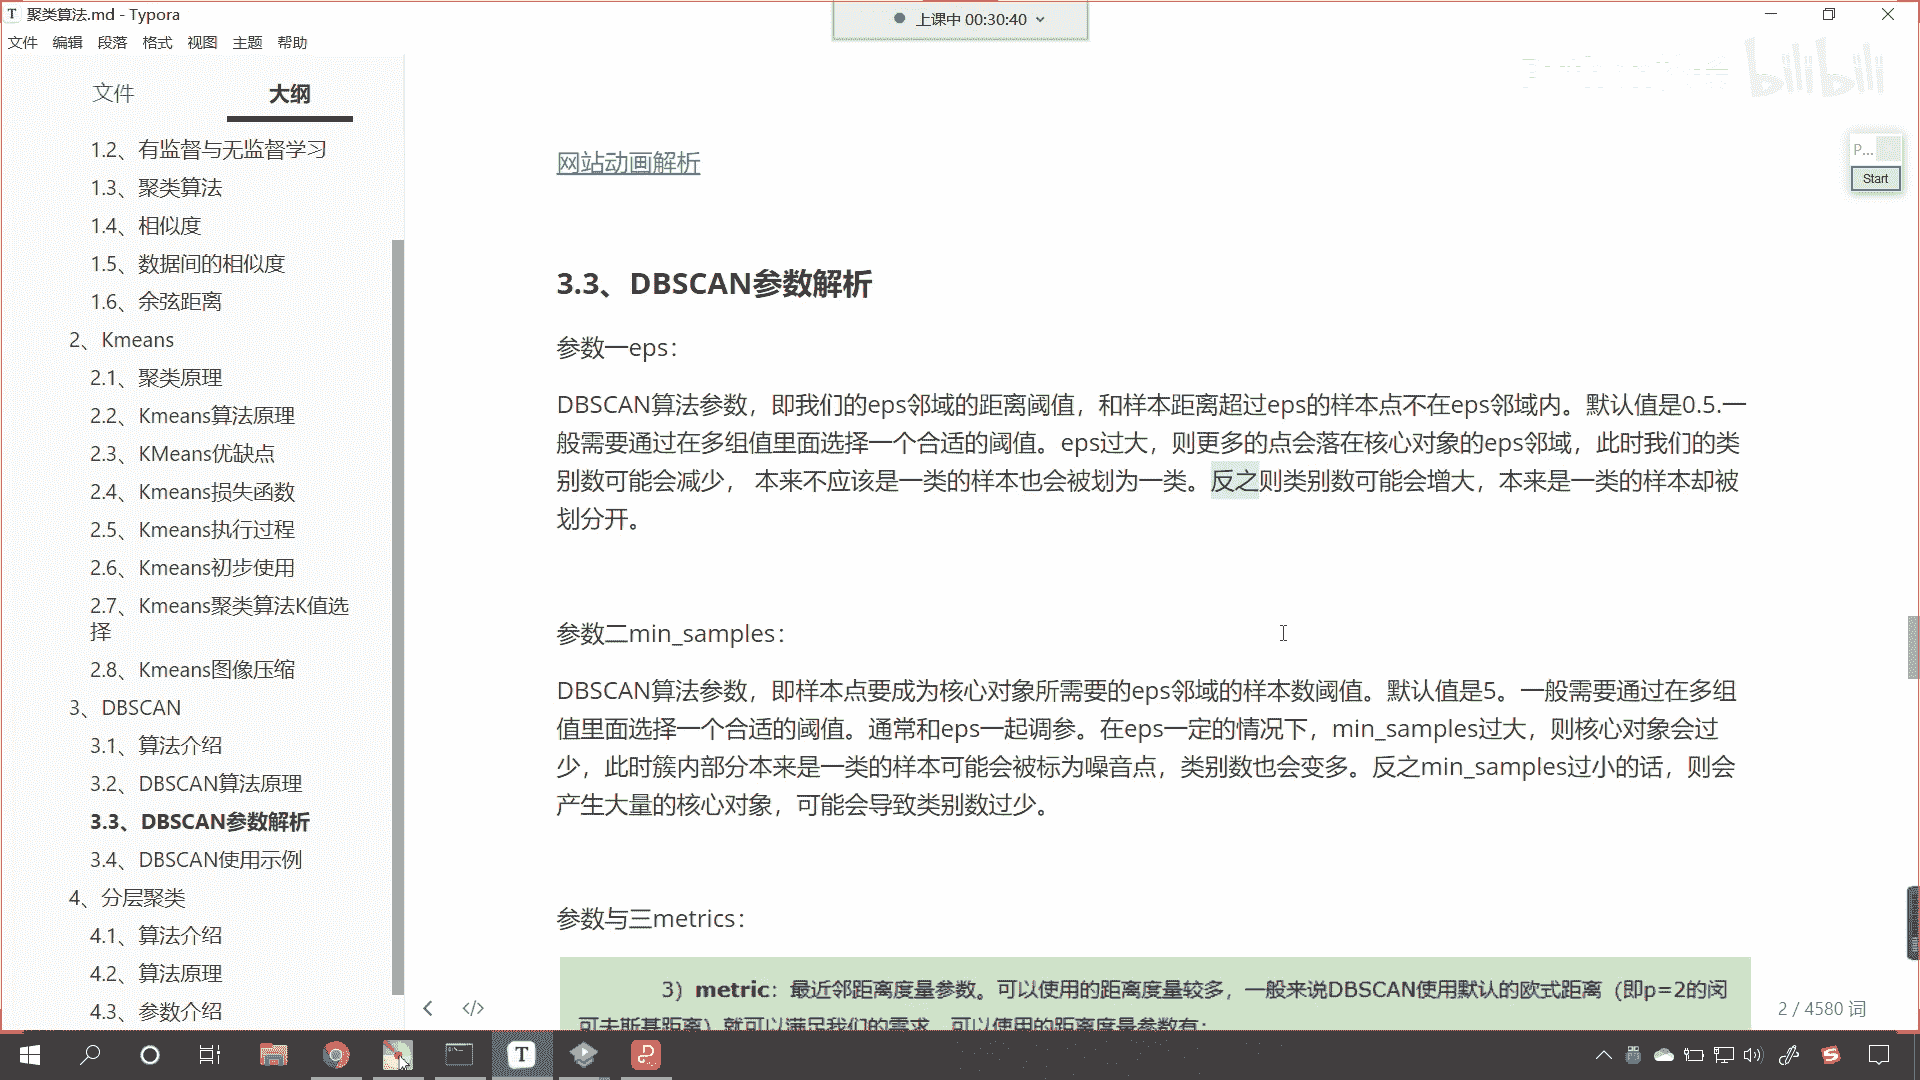 聚类算法.md - Typora
上课中 00:30:40
文件 编辑 段落 格式 视图 主题 帮助
bilibili
文件 大纲
P...
Start
1.2、有监督与无监督学习
1.3、聚类算法
1.4、相似度
1.5、数据间的相似度
1.6、余弦距离
2、Kmeans
2.1、聚类原理
2.2、Kmeans算法原理
2.3、KMeans优缺点
2.4、Kmeans损失函数
2.5、Kmeans执行过程
2.6、Kmeans初步使用
2.7、Kmeans聚类算法K值选
择
2.8、Kmeans图像压缩
3、DBSCAN
3.1、算法介绍
3.2、DBSCAN算法原理
3.3、DBSCAN参数解析
3.4、DBSCAN使用示例
4、分层聚类
4.1、算法介绍
4.2、算法原理
4.3、参数介绍
网站动画解析
3.3、DBSCAN参数解析
参数一eps：
DBSCAN算法参数，即我们的eps邻域的距离阈值，和样本距离超过eps的样本点不在eps邻域内。默认值是0.5.一
般需要通过在多组值里面选择一个合适的阈值。eps过大，则更多的点会落在核心对象的eps邻域，此时我们的类
别数可能会减少， 本来不应该是一类的样本也会被划为一类。反之则类别数可能会增大，本来是一类的样本却被
划分开。
参数二min_samples：
DBSCAN算法参数，即样本点要成为核心对象所需要的eps邻域的样本数阈值。默认值是5。一般需要通过在多组
值里面选择一个合适的阈值。通常和eps一起调参。在eps一定的情况下，min_samples过大，则核心对象会过
少，此时簇内部分本来是一类的样本可能会被标为噪音点，类别数也会变多。反之min_samples过小的话，则会
产生大量的核心对象，可能会导致类别数过少。
参数与三metrics：
3）metric：最近邻距离度量参数。可以使用的距离度量较多，一般来说DBSCAN使用默认的欧式距离（即p=2的闵
可夫斯基距离）就可以满足我们的需求。可以使用的距离度量参数有：
2 / 4580 词